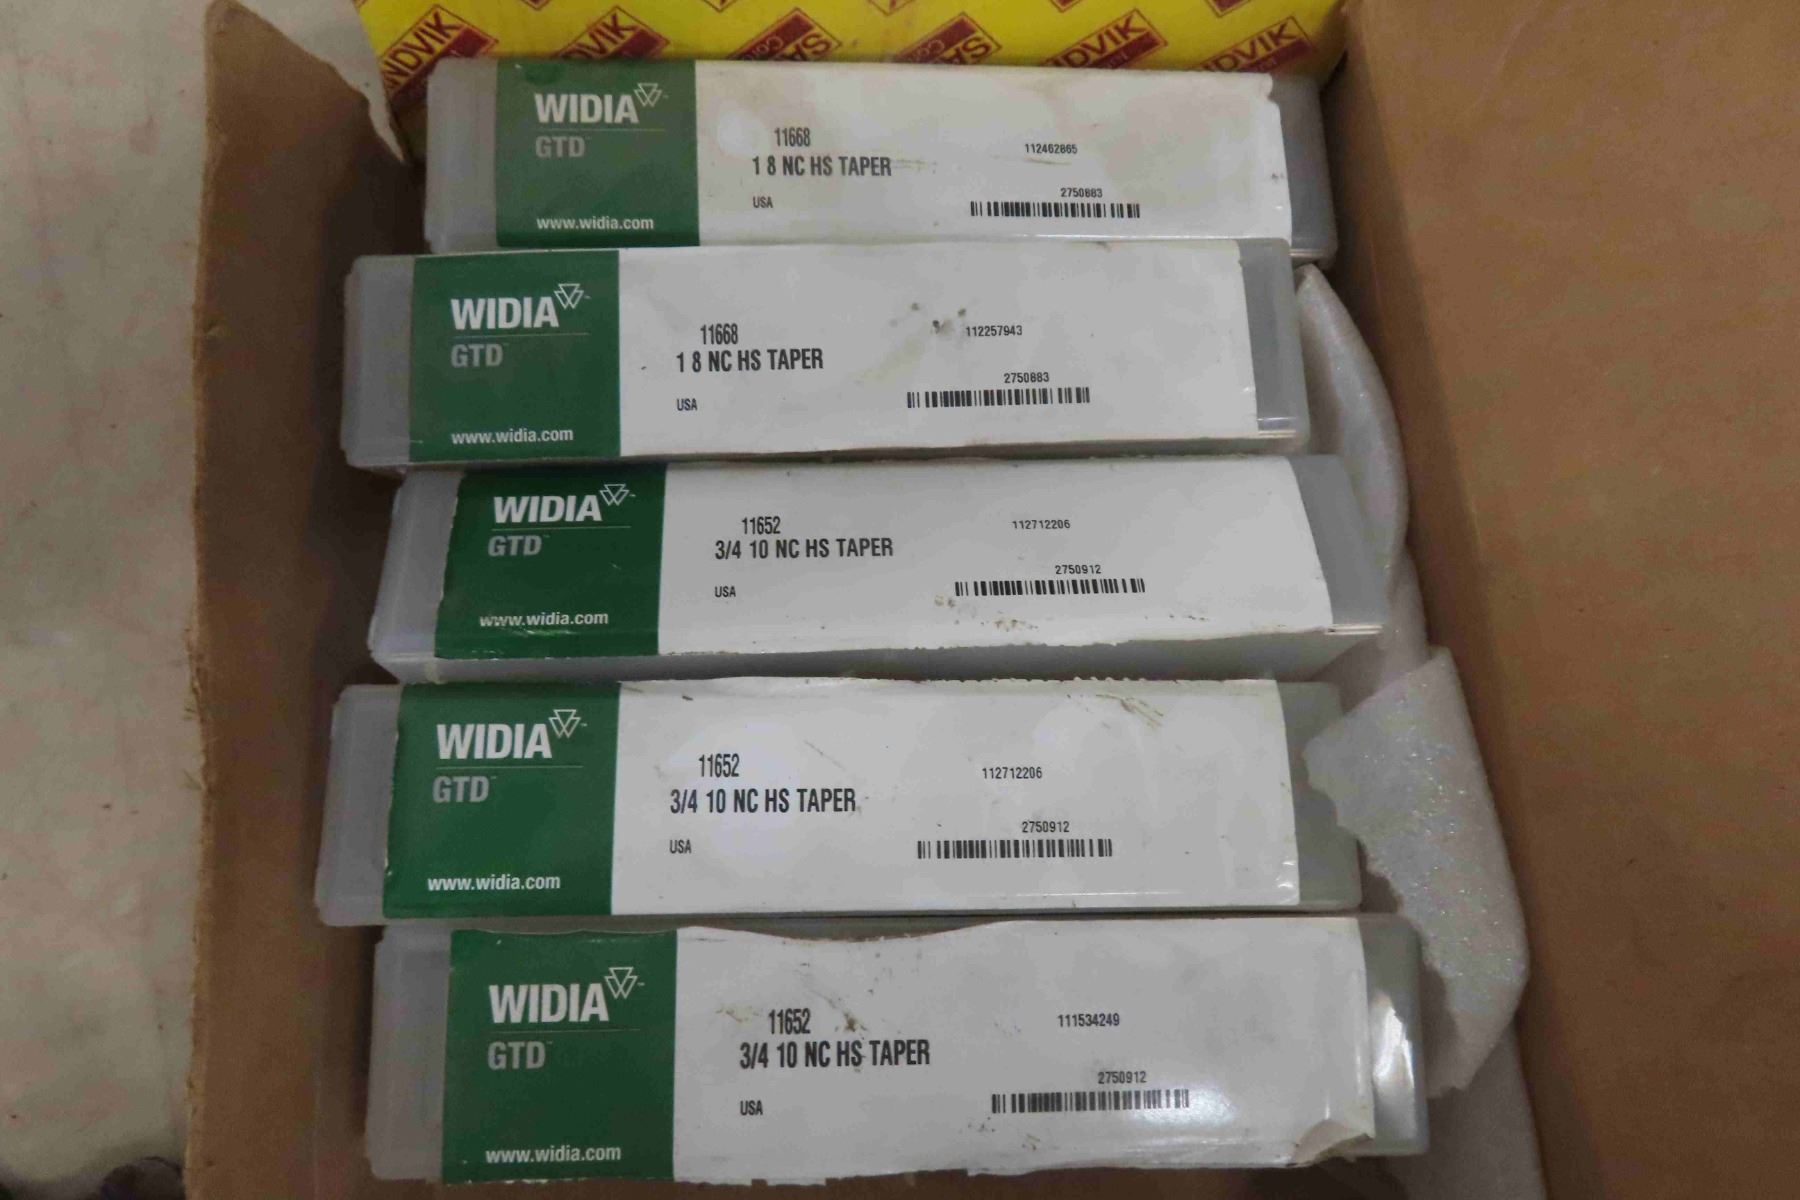 WIDIA
GTD
www.widia.com
11668
1 8 NC HS TAPER
USA
112462865
2750883
WIDIA
GTD
www.widia.com
11668
1 8 NC HS TAPER
USA
112257943
2750883
WIDIA
GTD
www.widia.com
11652
3/4 10 NC HS TAPER
USA
112712206
2750912
WIDIA
GTD
www.widia.com
11652
3/4 10 NC HS TAPER
USA
112712206
2750912
WIDIA
GTD
www.widia.com
11652
3/4 10 NC HS TAPER
USA
111534249
2750912